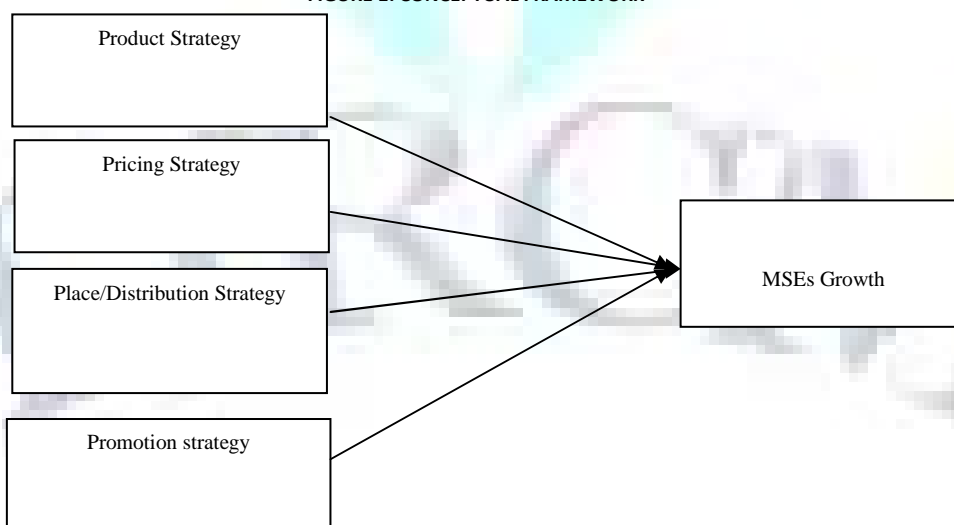 Product Strategy
Pricing Strategy
Place/Distribution Strategy
MSEs Growth
Promotion strategy